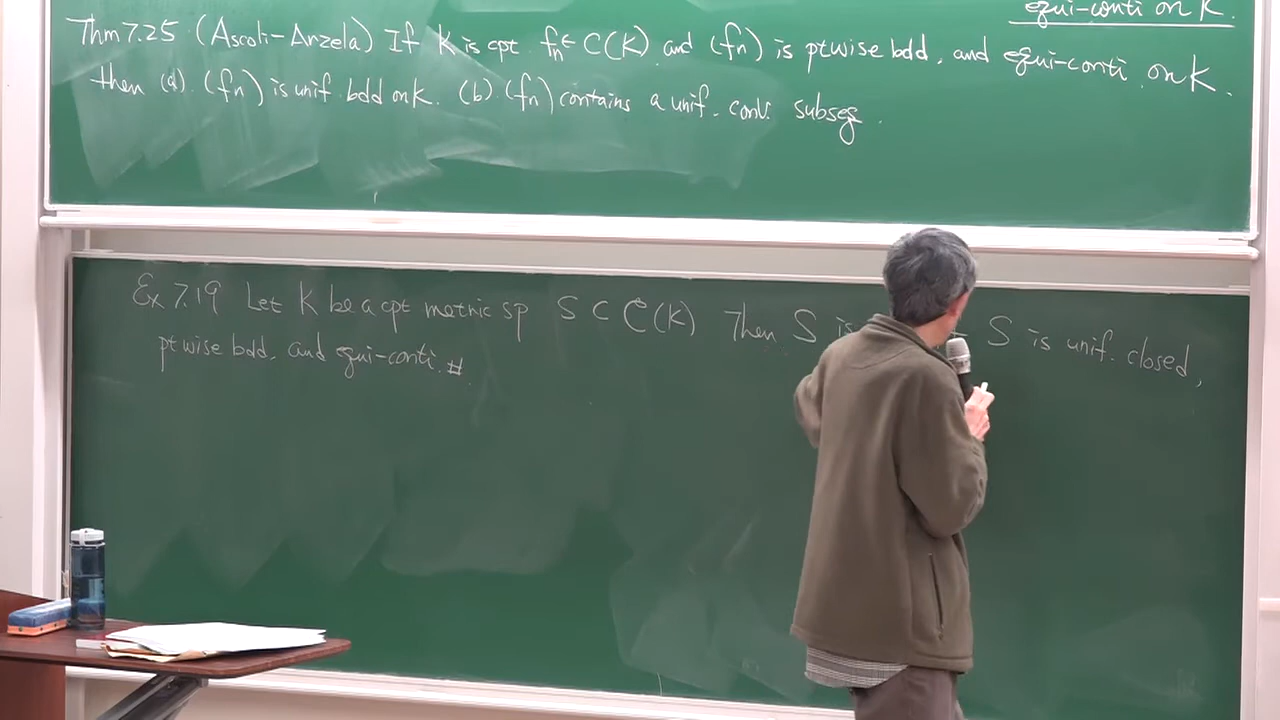 equi-conti on K.
Thm 7.25 (Ascoli-Arzela) If K is cpt fn∈ C(K) and (fn) is ptwise bdd, and equi-conti on K.
then (a) (fn) is unif. bdd on K. (b) (fn) contains a unif. conv. subseq.
Ex 7.19 Let K be a cpt metric sp S ⊂ C(K) Then S is S is unif. closed,
ptwise bdd, and equi-conti. #